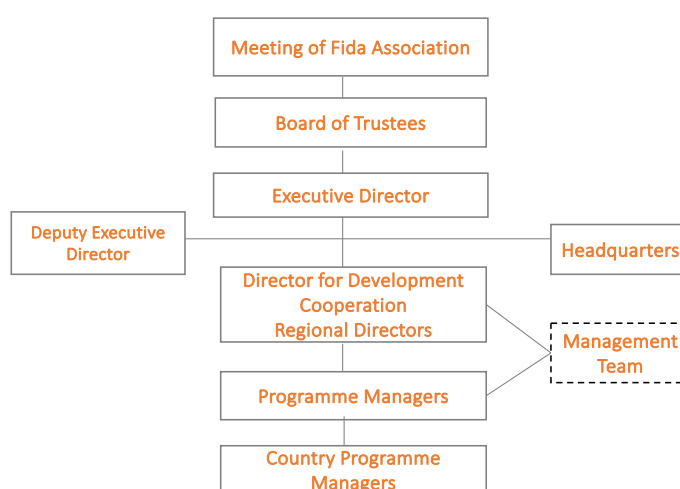 Meeting of Fida Association
Board of Trustees
Executive Director
Deputy Executive
Director
Headquarters
Director for Development
Cooperation
Regional Directors
Management
Team
Programme Managers
Country Programme
Managers